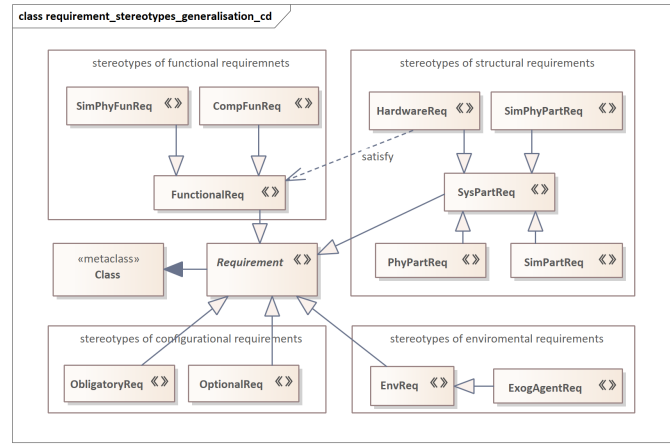 class requirement_stereotypes_generalisation_cd
stereotypes of functional requiremnets
stereotypes of structural requirements
SimPhyFunReq
CompFunReq
HardwareReq
SimPhyPartReq
satisfy
FunctionalReq
SysPartReq
«metaclass»
Class
Requirement
PhyPartReq
SimPartReq
stereotypes of configurational requirements
stereotypes of enviromental requirements
ObligatoryReq
OptionalReq
EnvReq
ExogAgentReq